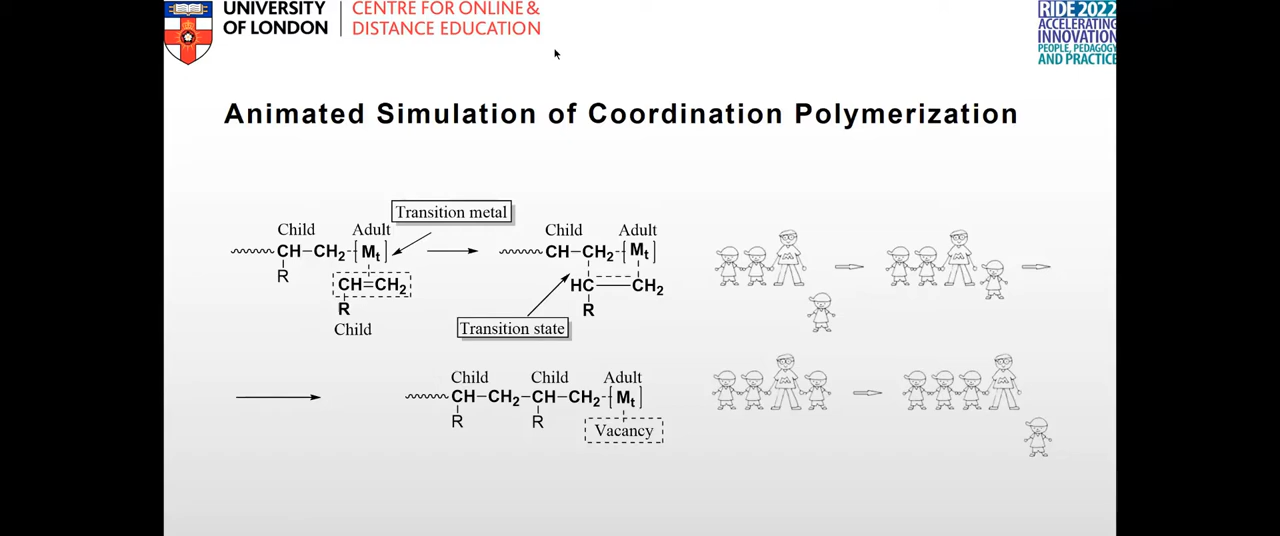 UNIVERSITY
OF LONDON
CENTRE FOR ONLINE &
DISTANCE EDUCATION
RIDE 2022
ACCELERATING
INNOVATION
PEOPLE, PEDAGOGY
AND PRACTICE
Animated Simulation of Coordination Polymerization
Transition metal
Child Adult
CH–CH₂–[Mt]
R
CH=CH₂
R
Child
Child Adult
CH–CH₂–[Mt]
HC—CH₂
R
Transition state
Child Child Adult
CH–CH₂–CH–CH₂–[Mt]
R R
Vacancy